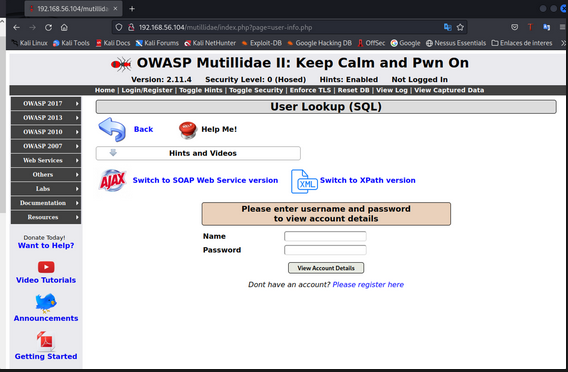 192.168.56.104/mutillida
192.168.56.104/mutillidae/index.php?page=user-info.php
Kali Linux Kali Tools Kali Docs Kali Forums Kali NetHunter Exploit-DB Google Hacking DB OffSec Google Nessus Essentials Enlaces de interes
OWASP Mutillidae II: Keep Calm and Pwn On
Version: 2.11.4 Security Level: 0 (Hosed) Hints: Enabled Not Logged In
Home | Login/Register | Toggle Hints | Toggle Security | Enforce TLS | Reset DB | View Log | View Captured Data
OWASP 2017
OWASP 2013
OWASP 2010
OWASP 2007
Web Services
Others
Labs
Documentation
Resources
Donate Today!
Want to Help?
Video Tutorials
Announcements
Getting Started
User Lookup (SQL)
Back Help Me!
Hints and Videos
AJAX Switch to SOAP Web Service version XML Switch to XPath version
Please enter username and password
to view account details
Name
Password
View Account Details
Dont have an account? Please register here